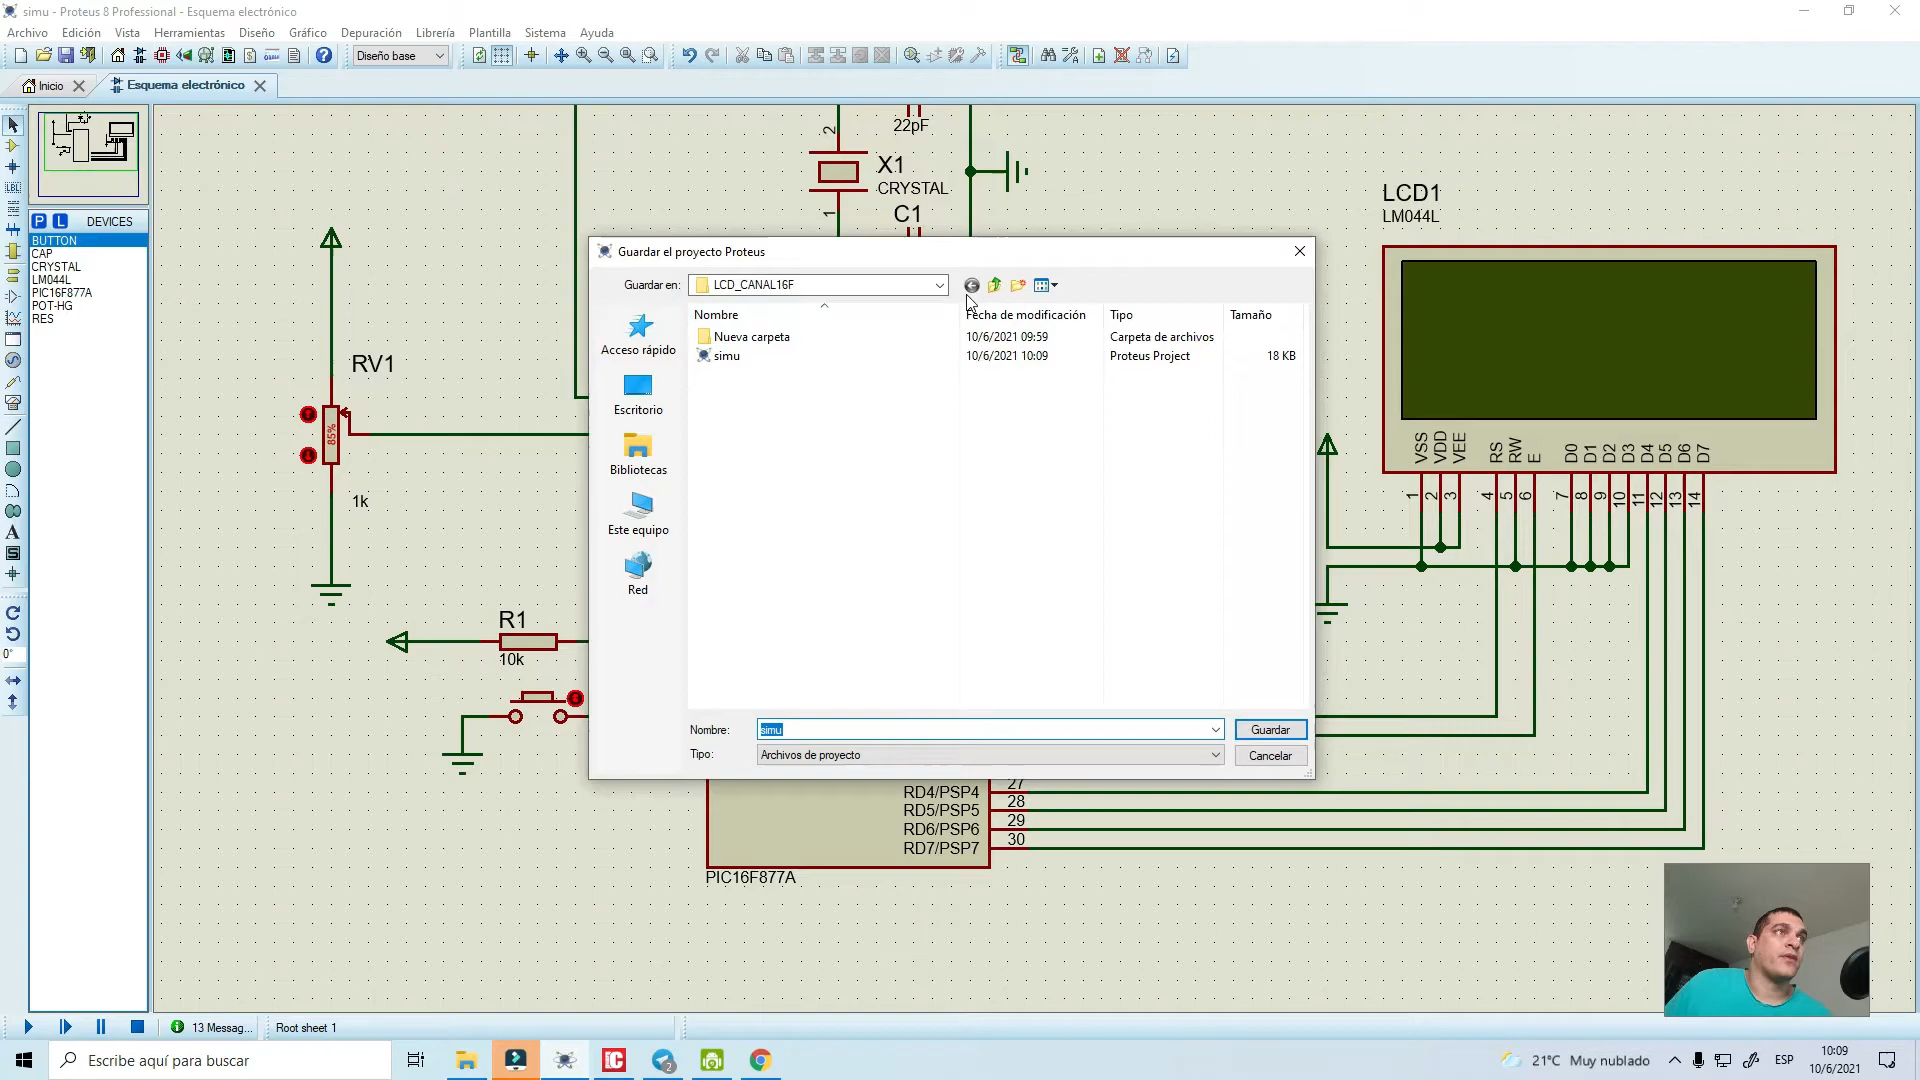 simu - Proteus 8 Professional - Esquema electrónico
Archivo Edición Vista Herramientas Diseño Gráfico Depuración Librería Plantilla Sistema Ayuda
Diseño base
Inicio
Esquema electrónico
P L DEVICES
BUTTON
CAP
CRYSTAL
LM044L
PIC16F877A
POT-HG
RES
LBL
A
S
0°
22pF
2
X1
CRYSTAL
1
C1
LCD1
LM044L
RV1
85%
1k
R1
10k
VSS VDD VEE RS RW E D0 D1 D2 D3 D4 D5 D6 D7
1 2 3 4 5 6 7 8 9 10 11 12 13 14
Guardar el proyecto Proteus
Guardar en: LCD_CANAL16F
Nombre Fecha de modificación Tipo Tamaño
Nueva carpeta 10/6/2021 09:59 Carpeta de archivos
simu 10/6/2021 10:09 Proteus Project 18 KB
Acceso rápido
Escritorio
Bibliotecas
Este equipo
Red
Nombre: simu Guardar
Tipo: Archivos de proyecto Cancelar
27
RD4/PSP4
28
RD5/PSP5
29
RD6/PSP6
30
RD7/PSP7
PIC16F877A
13 Messag...
Root sheet 1
Escribe aquí para buscar
2
21°C Muy nublado
ESP
10:09
10/6/2021